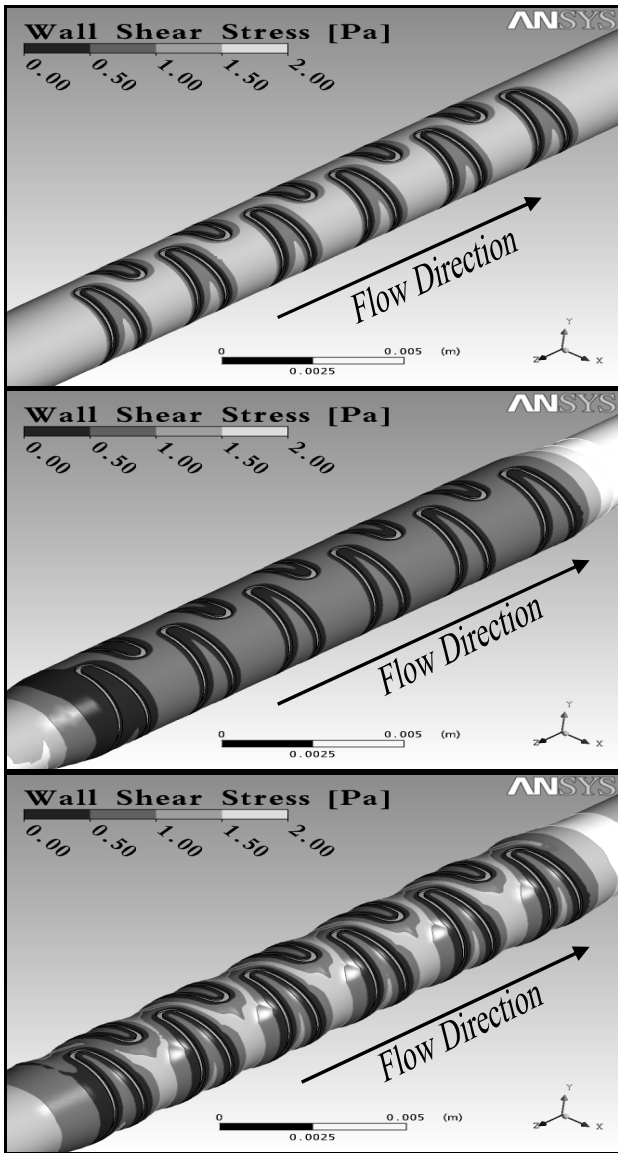 ANSYS
Wall Shear Stress [Pa]
0.00 0.50 1.00 1.50 2.00
Flow Direction
0 0.005 (m)
0.0025
Y
Z X
ANSYS
Wall Shear Stress [Pa]
0.00 0.50 1.00 1.50 2.00
Flow Direction
0 0.005 (m)
0.0025
Y
Z X
ANSYS
Wall Shear Stress [Pa]
0.00 0.50 1.00 1.50 2.00
Flow Direction
0 0.005 (m)
0.0025
Y
Z X